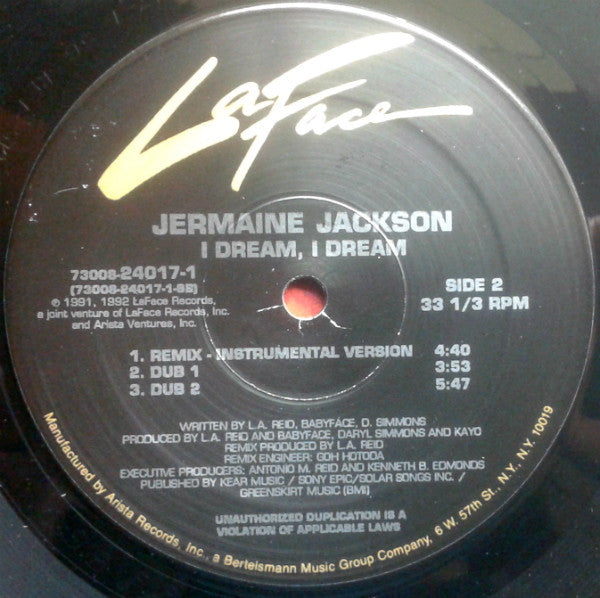 LaFace
JERMAINE JACKSON
I DREAM, I DREAM
73008-24017-1
(73008-24017-1-SB)
℗ 1991, 1992 LaFace Records,
a joint venture of LaFace Records, Inc.
and Arista Ventures, Inc.
SIDE 2
33 1/3 RPM
1. REMIX - INSTRUMENTAL VERSION 4:40
2. DUB 1 3:53
3. DUB 2 5:47
WRITTEN BY L.A. REID, BABYFACE, D. SIMMONS
PRODUCED BY L.A. REID AND BABYFACE, DARYL SIMMONS AND KAYO
REMIX PRODUCED BY L.A. REID
REMIX ENGINEER: GOH HOTODA
EXECUTIVE PRODUCERS: ANTONIO M. REID AND KENNETH B. EDMONDS
PUBLISHED BY KEAR MUSIC / SONY EPIC/SOLAR SONGS INC. /
GREENSKIRT MUSIC (BMI)
UNAUTHORIZED DUPLICATION IS A
VIOLATION OF APPLICABLE LAWS
Manufactured by Arista Records, Inc., a Bertelsmann Music Group Company, 6 W. 57th St., N.Y., N.Y. 10019